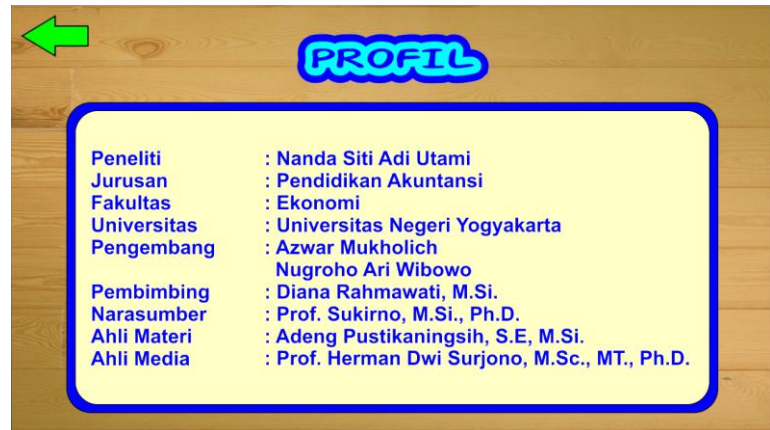 PROFIL
Peneliti : Nanda Siti Adi Utami
Jurusan : Pendidikan Akuntansi
Fakultas : Ekonomi
Universitas : Universitas Negeri Yogyakarta
Pengembang : Azwar Mukholich
Nugroho Ari Wibowo
Pembimbing : Diana Rahmawati, M.Si.
Narasumber : Prof. Sukirno, M.Si., Ph.D.
Ahli Materi : Adeng Pustikaningsih, S.E, M.Si.
Ahli Media : Prof. Herman Dwi Surjono, M.Sc., MT., Ph.D.